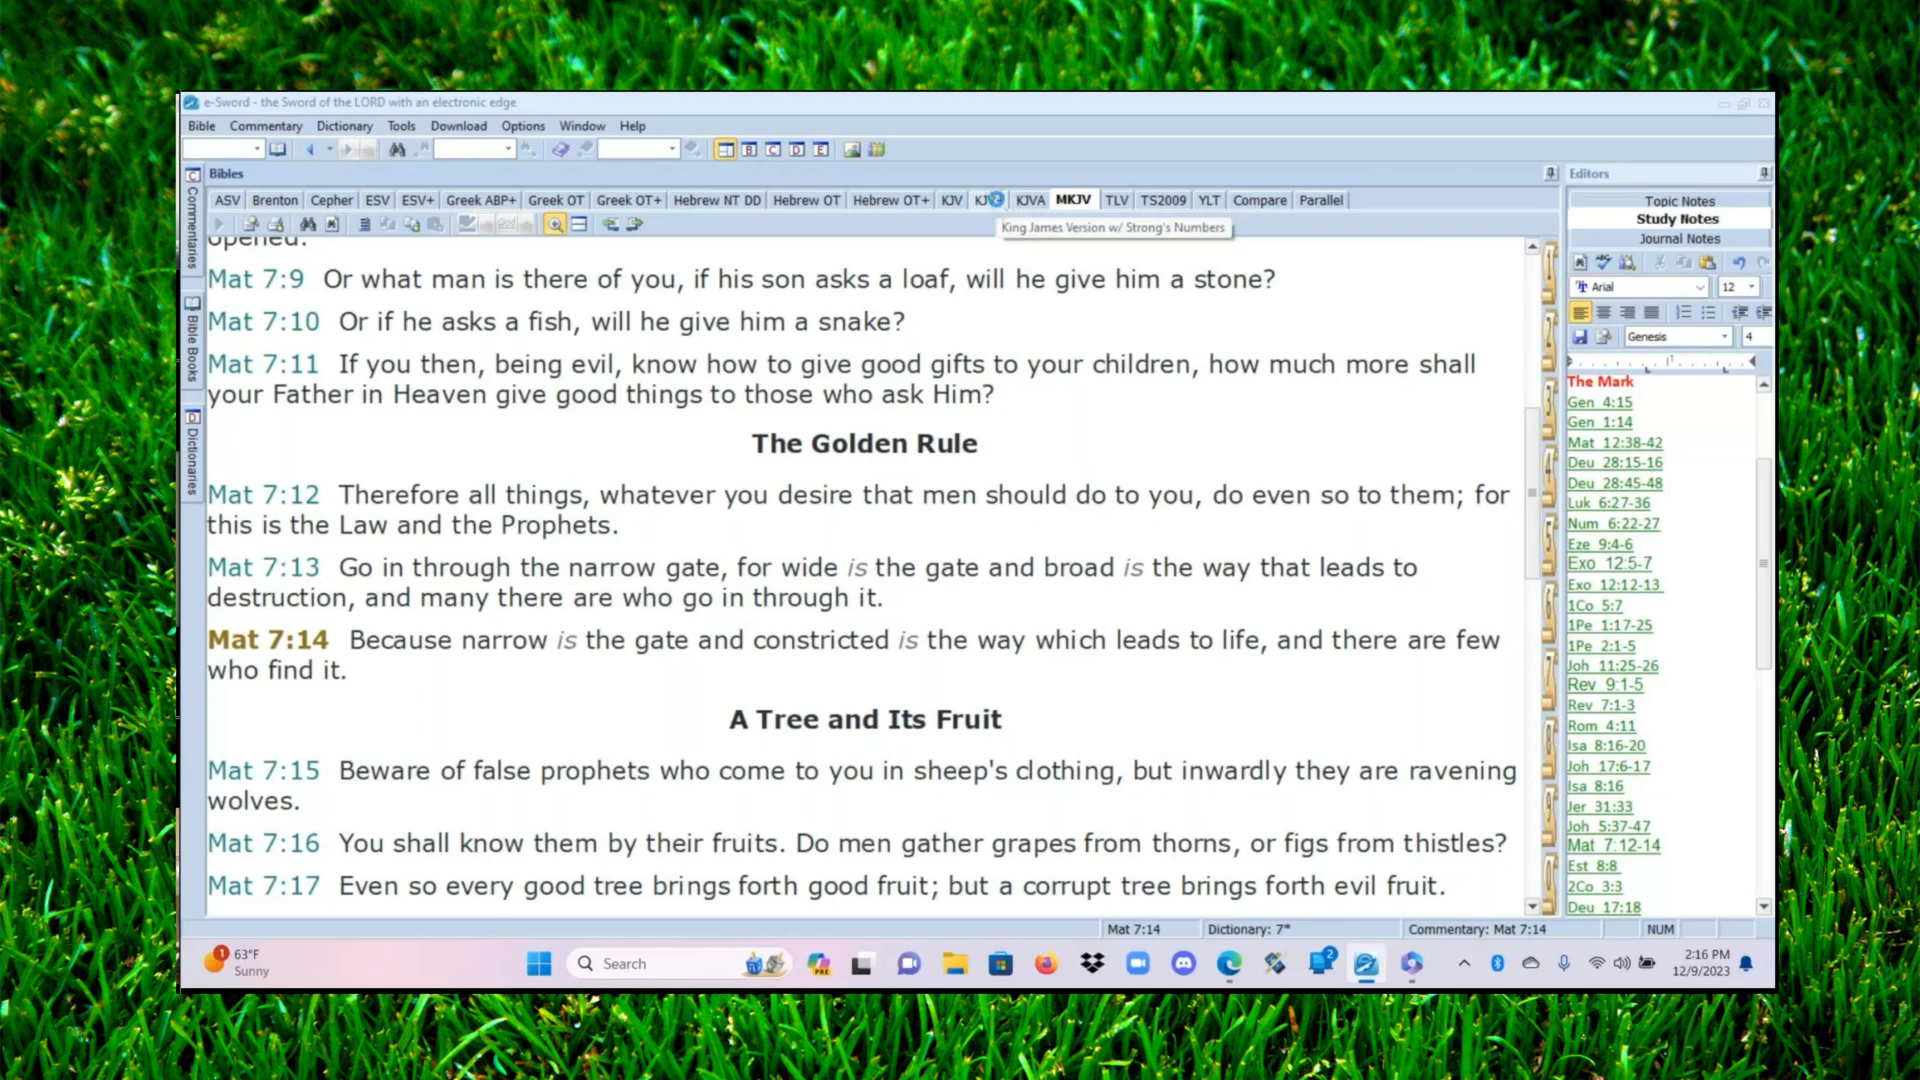 e-Sword - the Sword of the LORD with an electronic edge
Bible Commentary Dictionary Tools Download Options Window Help
Bibles
ASV Brenton Cepher ESV ESV+ Greek ABP+ Greek OT Greek OT+ Hebrew NT DD Hebrew OT Hebrew OT+ KJV KJVA MKJV TLV TS2009 YLT Compare Parallel
King James Version w/ Strong's Numbers
Commentaries
Bible Books
Dictionaries
opened.
Mat 7:9 Or what man is there of you, if his son asks a loaf, will he give him a stone?
Mat 7:10 Or if he asks a fish, will he give him a snake?
Mat 7:11 If you then, being evil, know how to give good gifts to your children, how much more shall
your Father in Heaven give good things to those who ask Him?
The Golden Rule
Mat 7:12 Therefore all things, whatever you desire that men should do to you, do even so to them; for
this is the Law and the Prophets.
Mat 7:13 Go in through the narrow gate, for wide is the gate and broad is the way that leads to
destruction, and many there are who go in through it.
Mat 7:14 Because narrow is the gate and constricted is the way which leads to life, and there are few
who find it.
A Tree and Its Fruit
Mat 7:15 Beware of false prophets who come to you in sheep's clothing, but inwardly they are ravening
wolves.
Mat 7:16 You shall know them by their fruits. Do men gather grapes from thorns, or figs from thistles?
Mat 7:17 Even so every good tree brings forth good fruit; but a corrupt tree brings forth evil fruit.
1
2
3
4
5
6
7
8
9
0
Editors
Topic Notes
Study Notes
Journal Notes
Arial 12
Genesis 4
The Mark
Gen 4:15
Gen 1:14
Mat 12:38-42
Deu 28:15-16
Deu 28:45-48
Luk 6:27-36
Num 6:22-27
Eze 9:4-6
Exo 12:5-7
Exo 12:12-13
1Co 5:7
1Pe 1:17-25
1Pe 2:1-5
Joh 11:25-26
Rev 9:1-5
Rev 7:1-3
Rom 4:11
Isa 8:16-20
Joh 17:6-17
Isa 8:16
Jer 31:33
Joh 5:37-47
Mat 7:12-14
Est 8:8
2Co 3:3
Deu 17:18
Mat 7:14 Dictionary: 7* Commentary: Mat 7:14 NUM
1
63°F
Sunny
Search
PRE
2
2:16 PM
12/9/2023